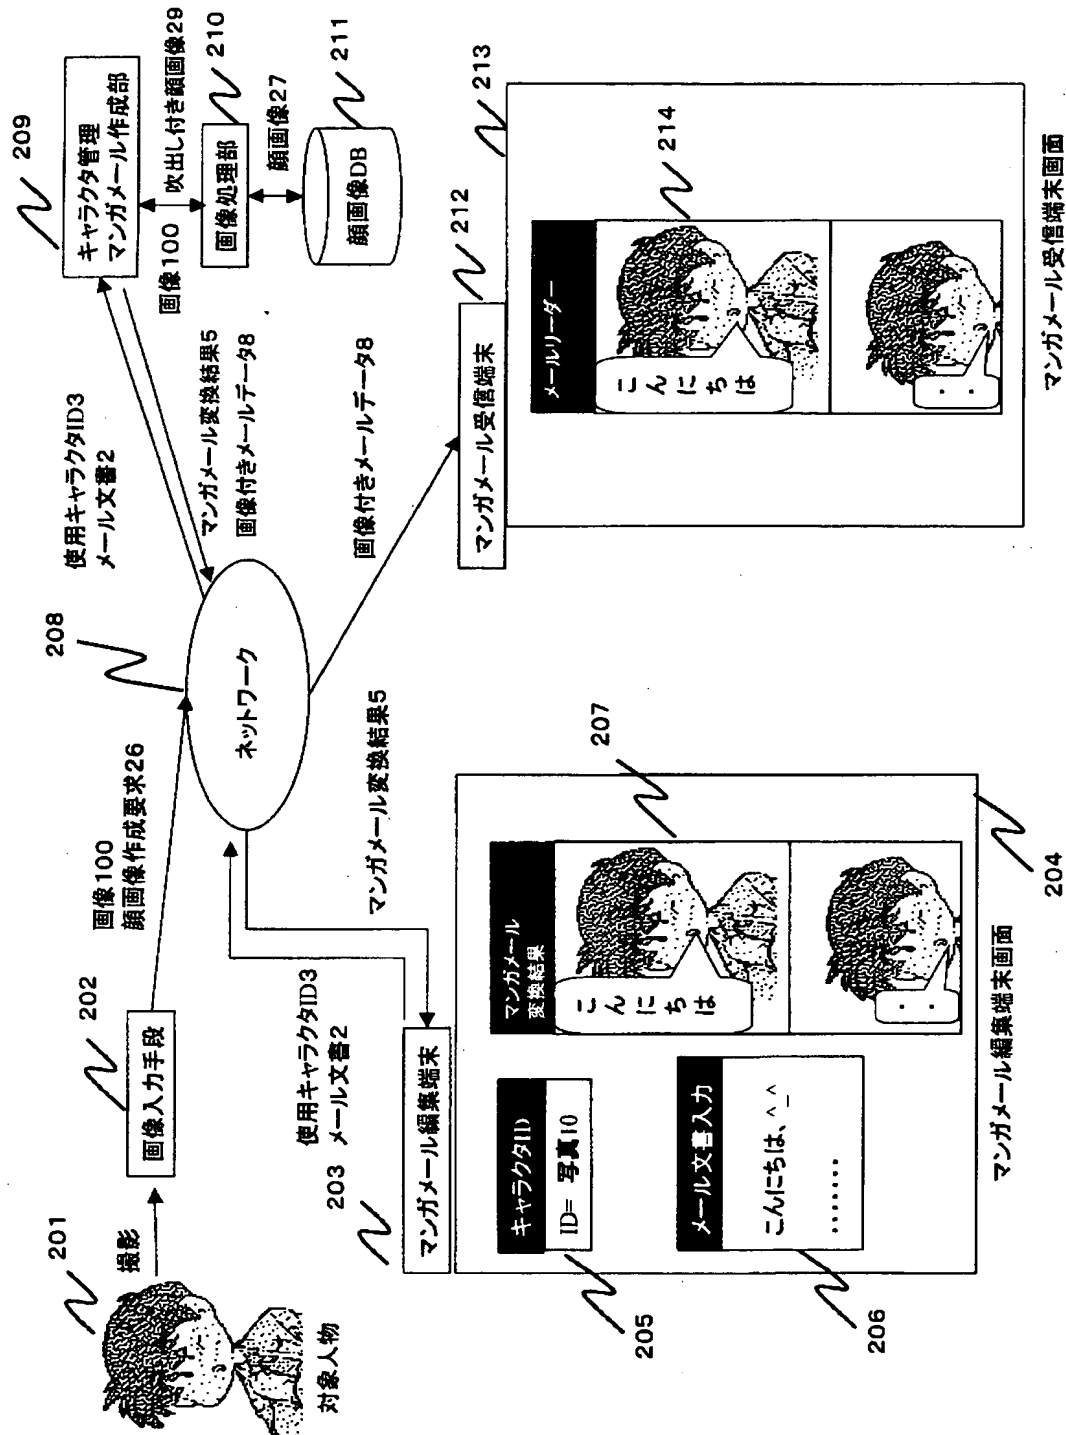 201
対象人物
撮影
202
画像入力手段
画像100
顔画像作成要求26
208
ネットワーク
使用キャラクタID3
メール文書2
マンガメール変換結果5
画像付きメールデータ8
209
キャラクタ管理
マンガメール作成部
画像100
吹出し付き顔画像29
210
画像処理部
顔画像27
211
顔画像DB
203
マンガメール編集端末
使用キャラクタID3
メール文書2
マンガメール変換結果5
画像付きメールデータ8
212
マンガメール受信端末
213
205
キャラクタID
ID= 写真10
206
メール文書入力
こんにちは、^_^
・・・・・・・
207
マンガメール
変換結果
こんにちは
・・
204
マンガメール編集端末画面
214
メールリーダー
こんにちは
・・
マンガメール受信端末画面